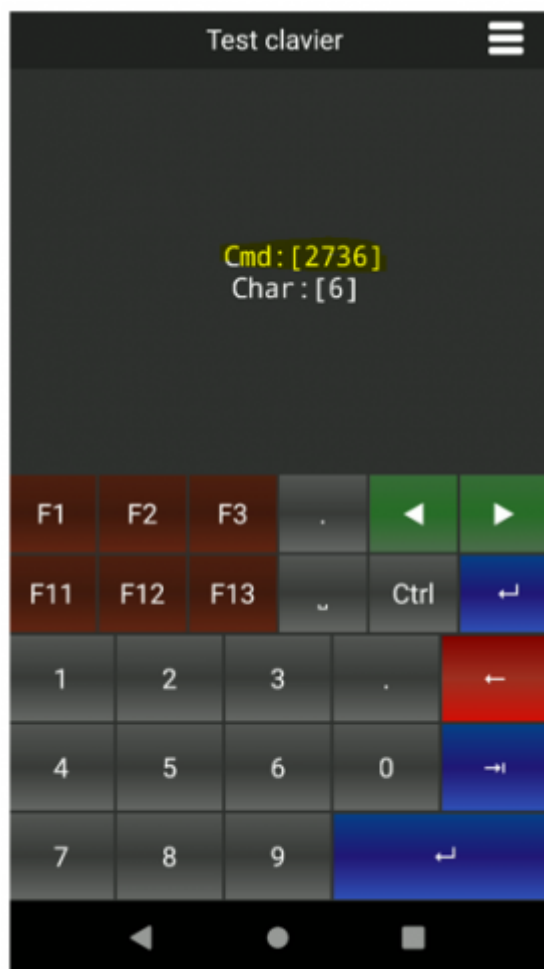 Test clavier
Cmd:[2736]
Char:[6]
F1 F2 F3 .
F11 F12 F13 ␣ Ctrl
1 2 3 .
4 5 6 0
7 8 9